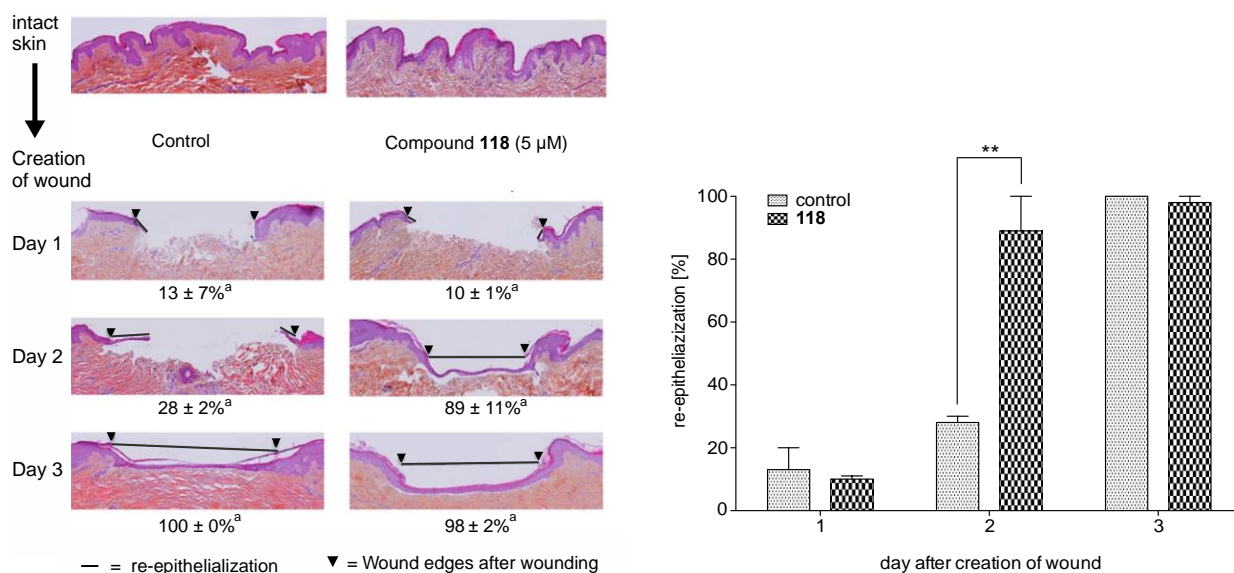 intact
skin
Control
Compound 118 (5 µM)
Creation
of wound
Day 1
13 ± 7%a
10 ± 1%a
Day 2
28 ± 2%a
89 ± 11%a
Day 3
100 ± 0%a
98 ± 2%a
— = re-epithelialization
▼ = Wound edges after wounding
**
control
118
re-epitheliazization [%]
100
80
60
40
20
0
1
2
3
day after creation of wound